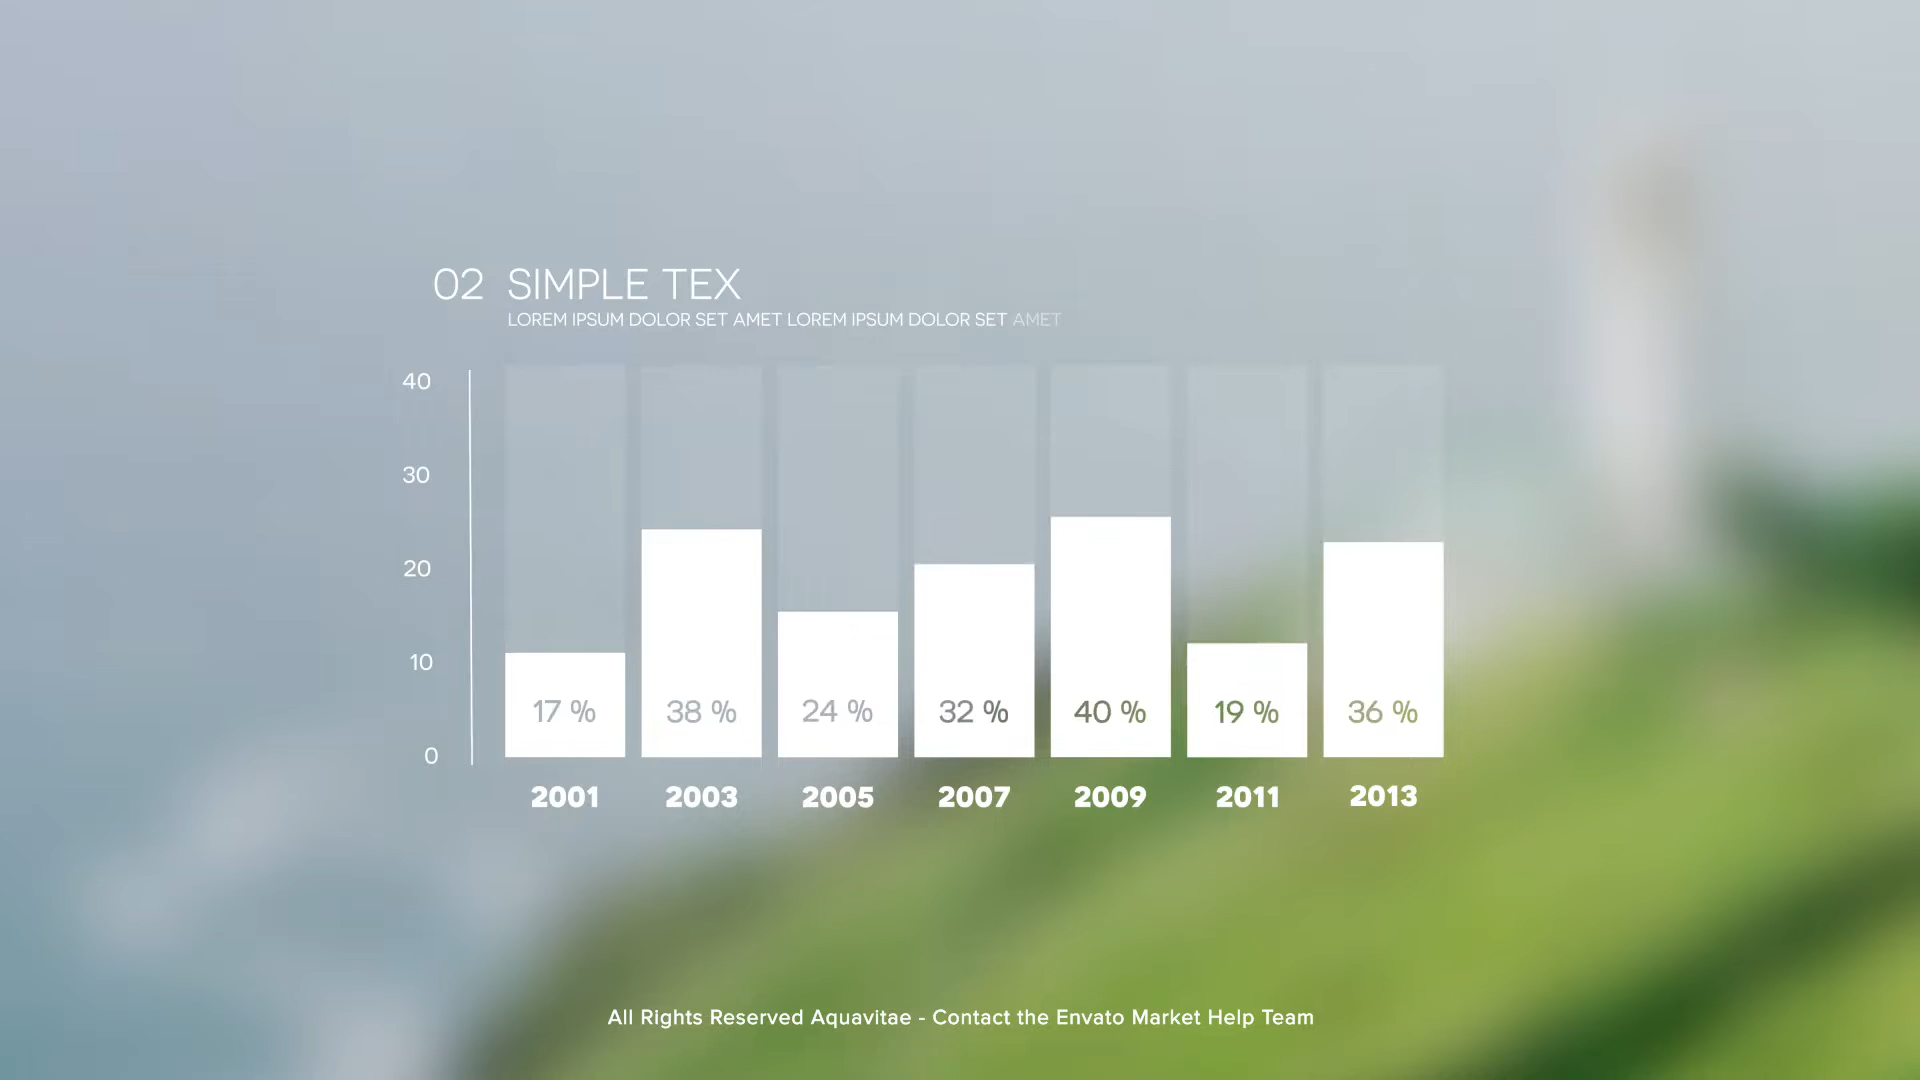 02 SIMPLE TEX
LOREM IPSUM DOLOR SET AMET LOREM IPSUM DOLOR SET AMET
40
30
20
10
0
17 % 38 % 24 % 32 % 40 % 19 % 36 %
2001 2003 2005 2007 2009 2011 2013
All Rights Reserved Aquavitae - Contact the Envato Market Help Team